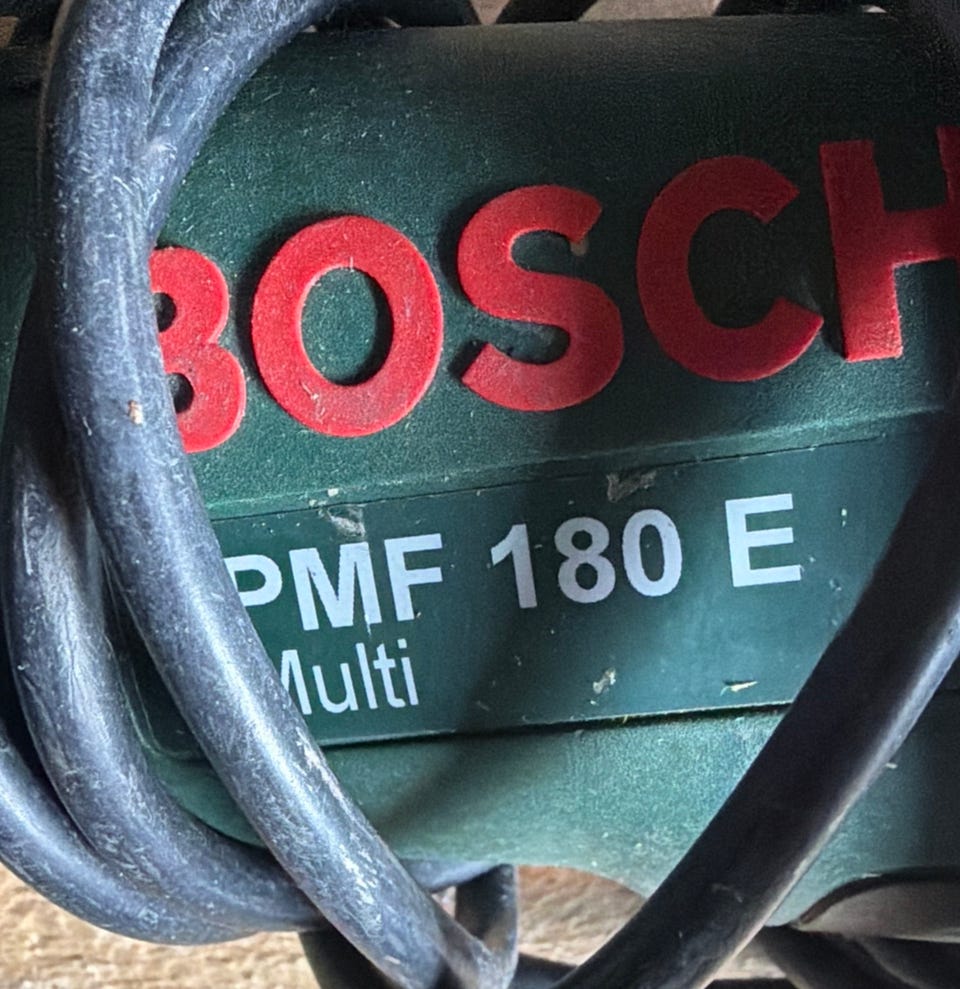 BOSCH
PMF 180 E
Multi